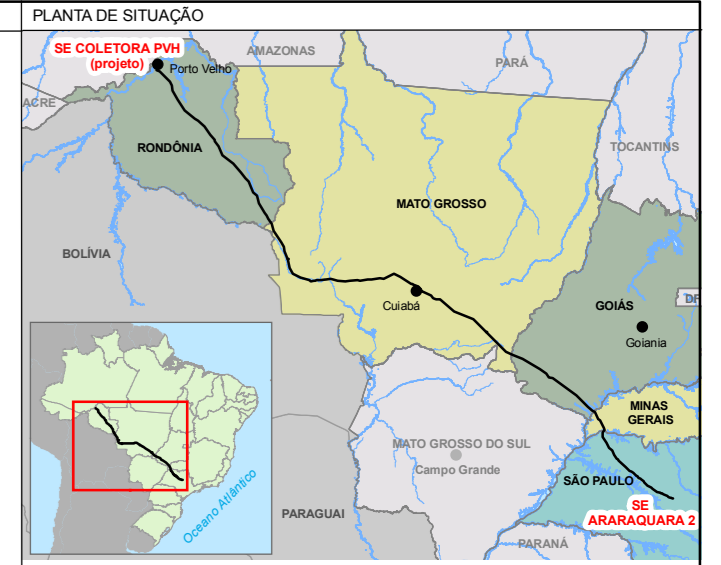 PLANTA DE SITUAÇÃO
SE COLETORA PVH
(projeto)
Porto Velho
AMAZONAS
PARÁ
ACRE
TOCANTINS
RONDÔNIA
MATO GROSSO
BOLÍVIA
Cuiabá
GOIÁS
DF
Goiania
MINAS
GERAIS
MATO GROSSO DO SUL
Campo Grande
SÃO PAULO
SE
ARARAQUARA 2
PARAGUAI
PARANÁ
Oceano Atlântico